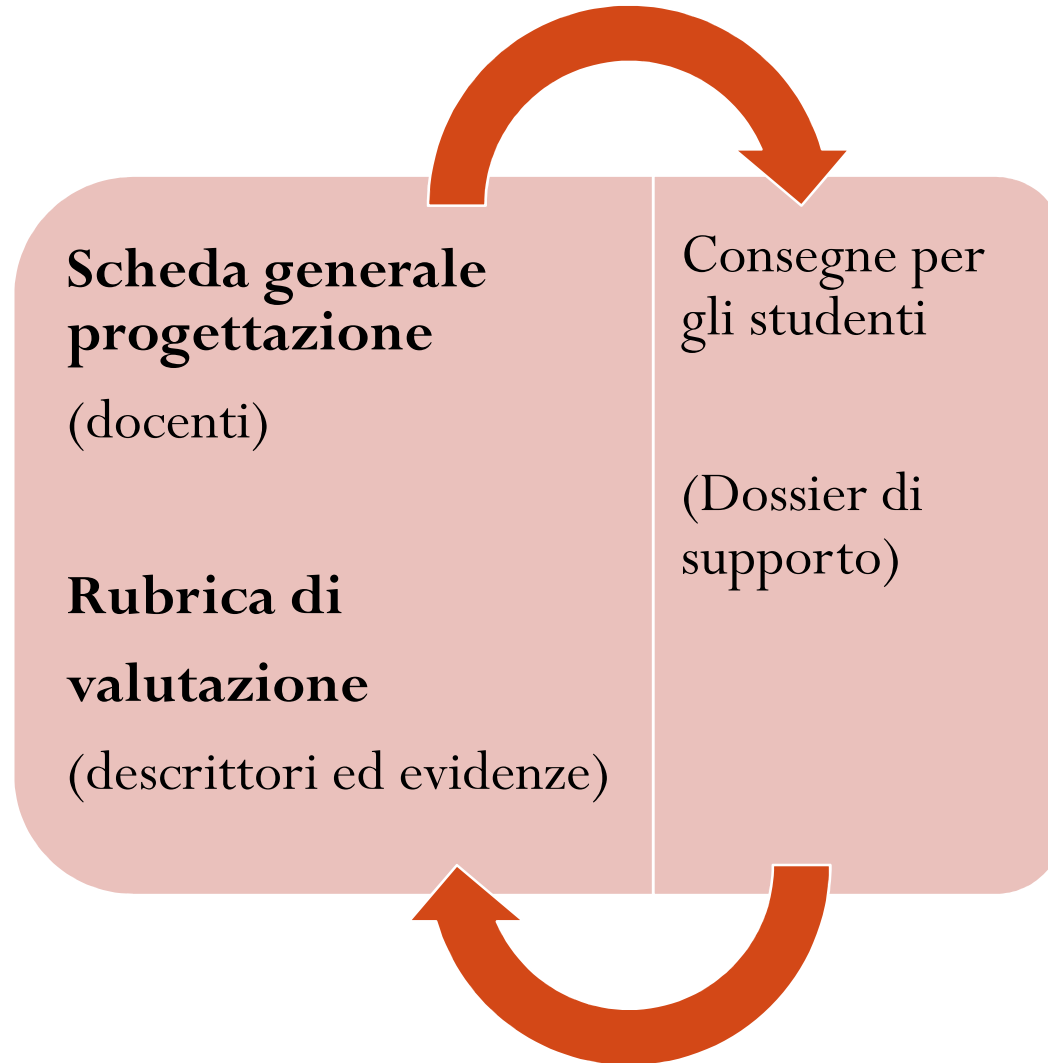 Scheda generale
progettazione
(docenti)
Rubrica di
valutazione
(descrittori ed evidenze)
Consegne per
gli studenti
(Dossier di
supporto)